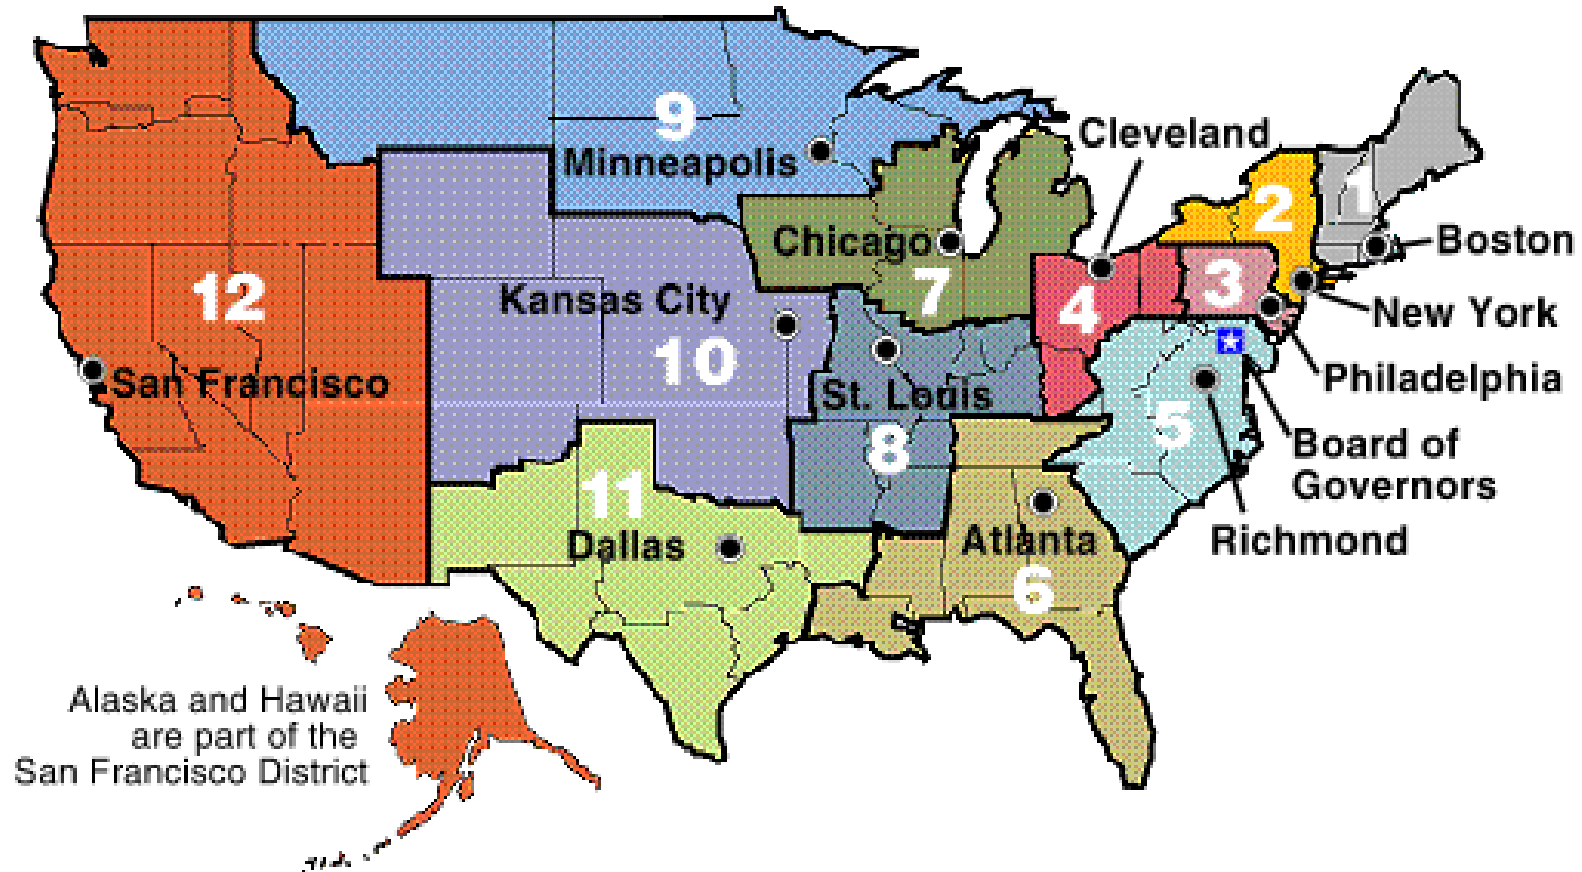 9
Minneapolis
Cleveland
1
2
Boston
Chicago
7
3
4
12
Kansas City
New York
10
San Francisco
St. Louis
Philadelphia
5
8
Board of
Governors
11
Dallas
Atlanta
Richmond
6
Alaska and Hawaii
are part of the
San Francisco District